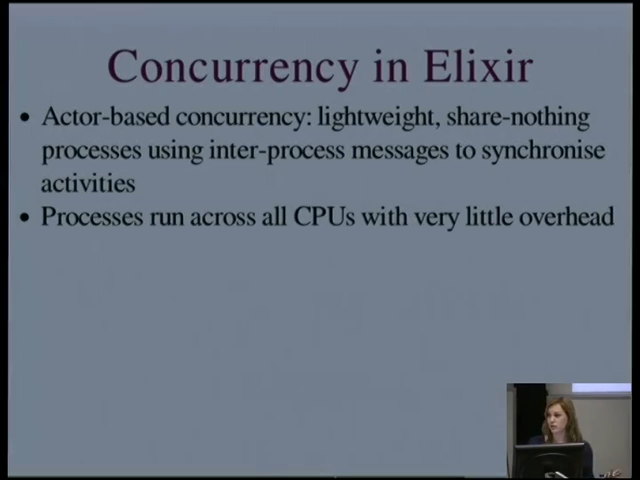 Concurrency in Elixir
• Actor-based concurrency: lightweight, share-nothing
processes using inter-process messages to synchronise
activities
• Processes run across all CPUs with very little overhead